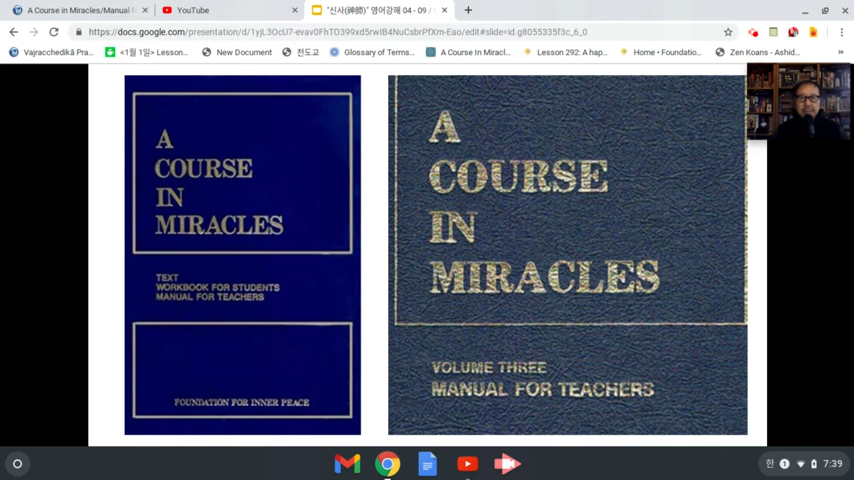 A Course in Miracles/Manual f
YouTube
"신사(神師)" 영어강해 04 - 09 /
https://docs.google.com/presentation/d/1yjL3OcU7-evav0FhTO399xd5rwIB4NuCsbrPfXm-Eao/edit#slide=id.g8055335f3c_6_0
Vajracchedikā Pra...
<1월 1일> Lesson...
New Document
천도교
Glossary of Terms...
A Course In Miracl...
Lesson 292: A hap...
Home • Foundatio...
Zen Koans - Ashid...
A
COURSE
IN
MIRACLES
TEXT
WORKBOOK FOR STUDENTS
MANUAL FOR TEACHERS
FOUNDATION FOR INNER PEACE
A
COURSE
IN
MIRACLES
VOLUME THREE
MANUAL FOR TEACHERS
한
1
7:39